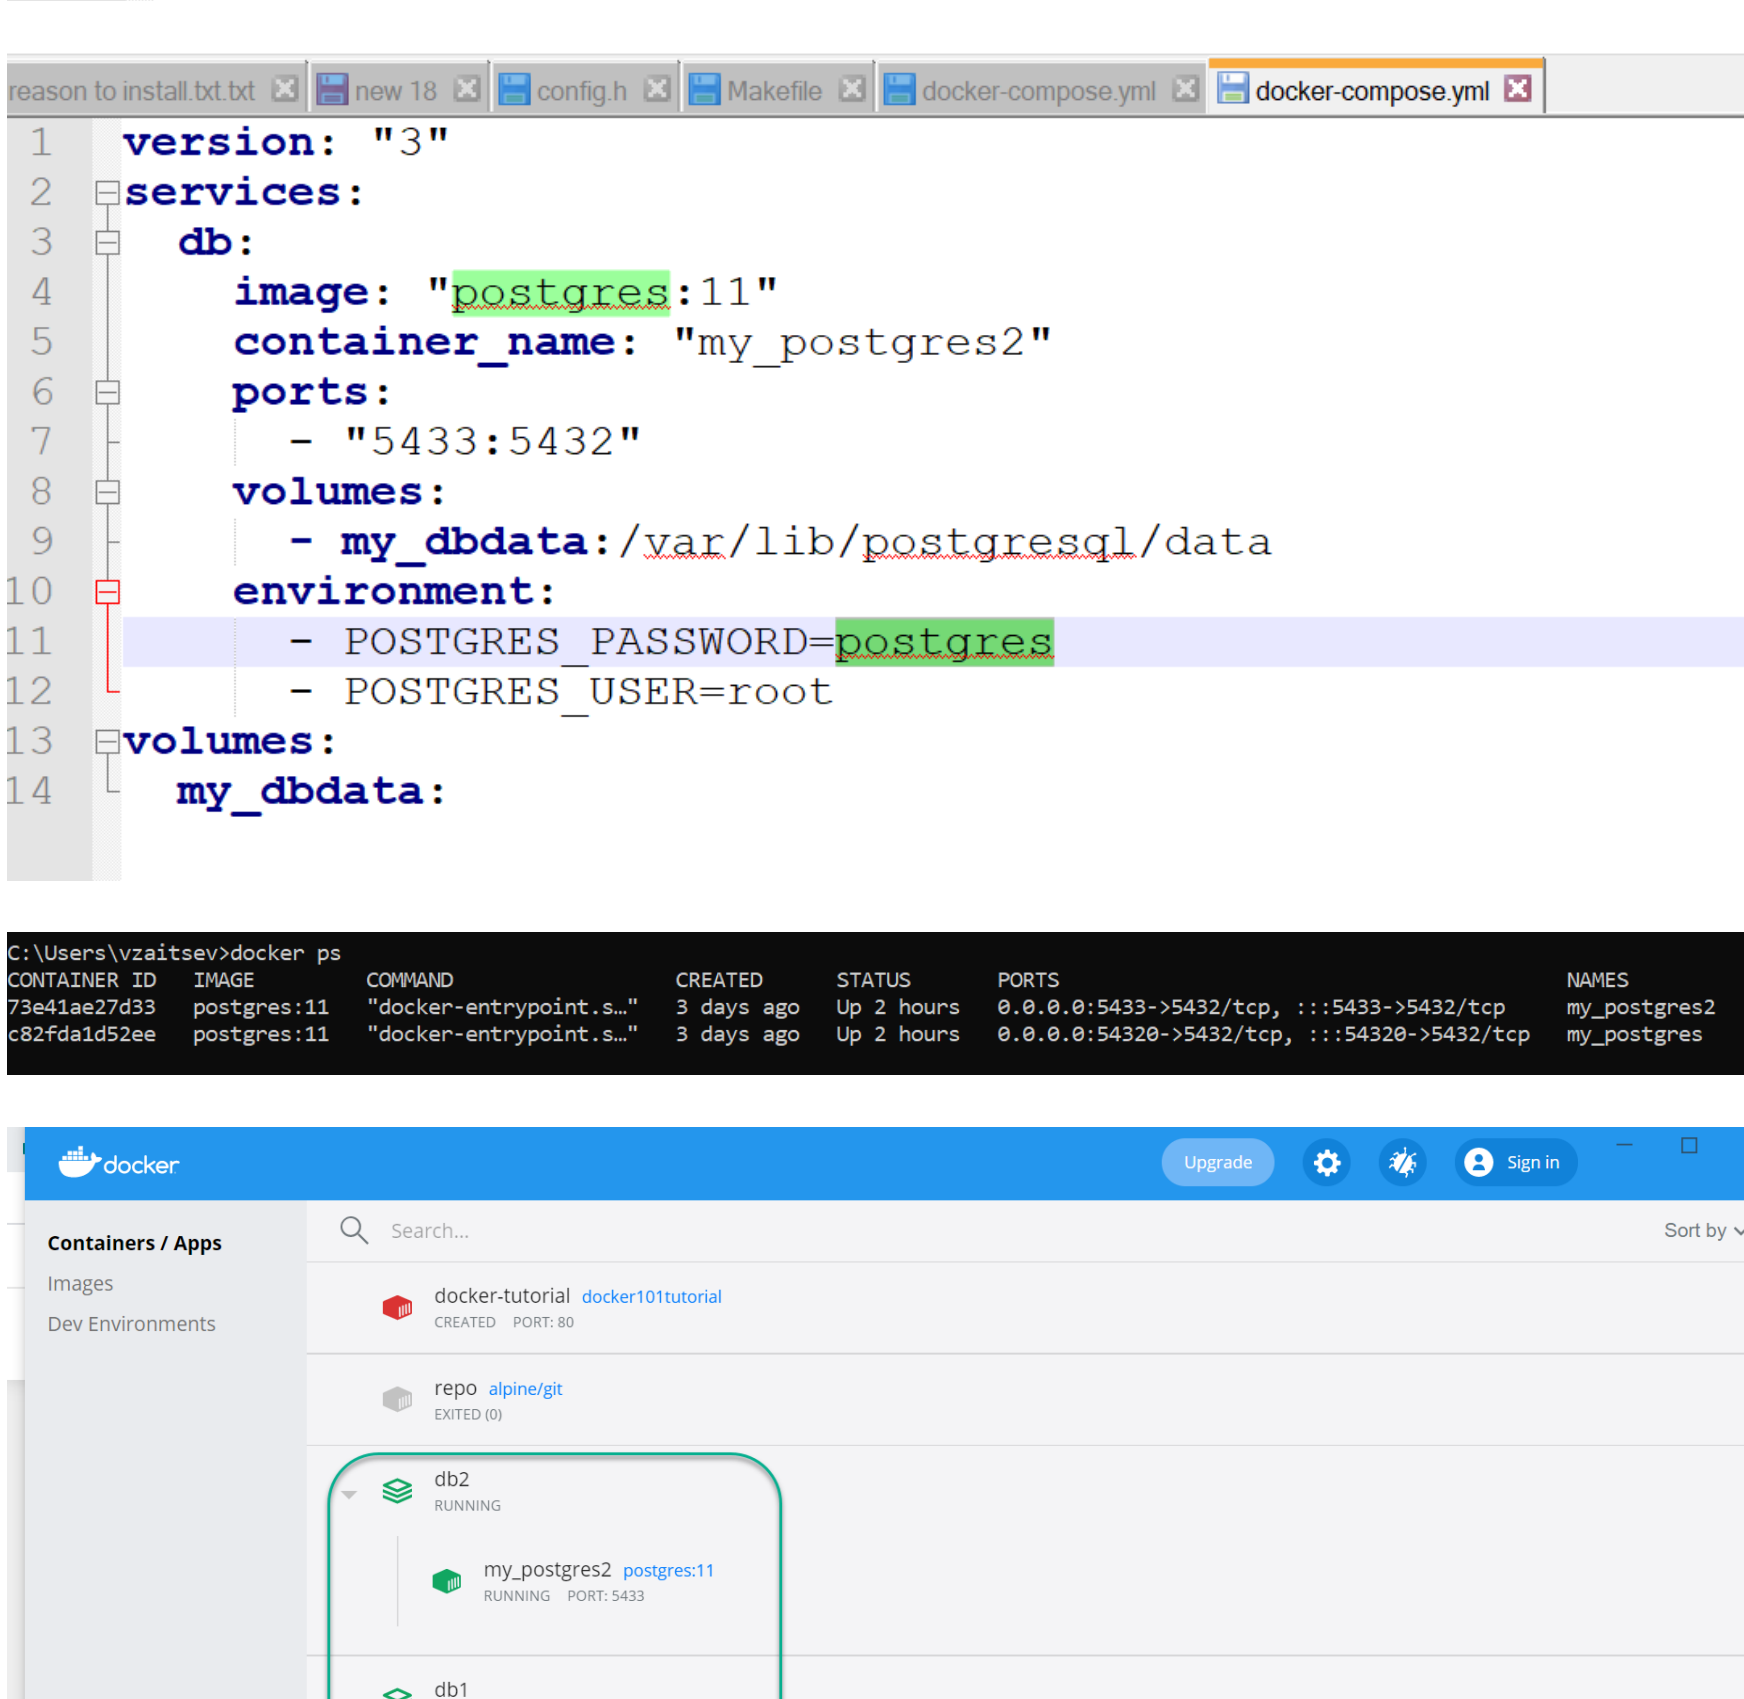 reason to install.txt.txt new 18 config.h Makefile docker-compose.yml docker-compose.yml
1 version: "3"
2 services:
3 db:
4 image: "postgres:11"
5 container_name: "my_postgres2"
6 ports:
7 - "5433:5432"
8 volumes:
9 - my_dbdata:/var/lib/postgresql/data
10 environment:
11 - POSTGRES_PASSWORD=postgres
12 - POSTGRES_USER=root
13 volumes:
14 my_dbdata:
C:\Users\vzaitsev>docker ps
CONTAINER ID IMAGE COMMAND CREATED STATUS PORTS NAMES
73e41ae27d33 postgres:11 "docker-entrypoint.s…" 3 days ago Up 2 hours 0.0.0.0:5433->5432/tcp, :::5433->5432/tcp my_postgres2
c82fda1d52ee postgres:11 "docker-entrypoint.s…" 3 days ago Up 2 hours 0.0.0.0:54320->5432/tcp, :::54320->5432/tcp my_postgres
docker Upgrade Sign in
Containers / Apps
Images
Dev Environments
Search... Sort by
docker-tutorial docker101tutorial
CREATED PORT: 80
repo alpine/git
EXITED (0)
db2
RUNNING
my_postgres2 postgres:11
RUNNING PORT: 5433
db1